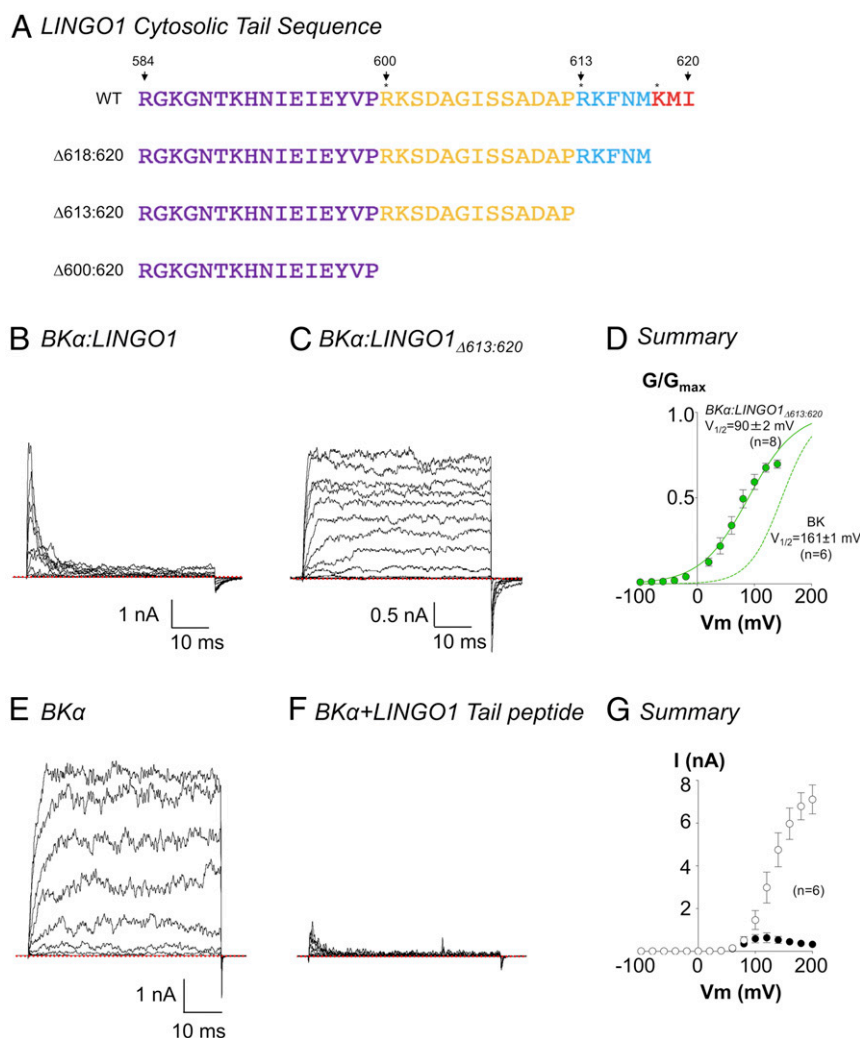 A LINGO1 Cytosolic Tail Sequence
584 600 613 620
* * *
WT RGKGNTKHNIEIEYVPRKSDAGISSADAPRKFNMKMI
Δ618:620 RGKGNTKHNIEIEYVPRKSDAGISSADAPRKFNM
Δ613:620 RGKGNTKHNIEIEYVPRKSDAGISSADAP
Δ600:620 RGKGNTKHNIEIEYVP
B BKα:LINGO1
1 nA
10 ms
C BKα:LINGO1Δ613:620
0.5 nA
10 ms
D Summary
G/Gmax
1.0
0.5
BKα:LINGO1Δ613:620
V1/2=90±2 mV
(n=8)
BK
V1/2=161±1 mV
(n=6)
-100 0 100 200
Vm (mV)
E BKα
1 nA
10 ms
F BKα+LINGO1 Tail peptide
G Summary
I (nA)
8
6
4
2
(n=6)
-100 0 100 200
Vm (mV)